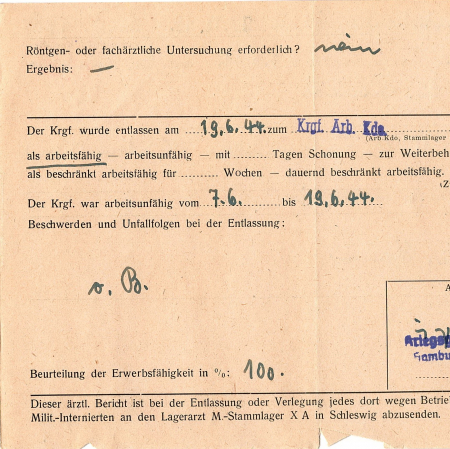 Röntgen- oder fachärztliche Untersuchung erforderlich? nein
Ergebnis: —
Der Krgf. wurde entlassen am 19.6.44. zum Krgf. Arb. Kdo.
(Arb.Kdo, Stammlager
als arbeitsfähig — arbeitsunfähig — mit .......... Tagen Schonung — zur Weiterbeh
als beschränkt arbeitsfähig für .......... Wochen — dauernd beschränkt arbeitsfähig.
(Z
Der Krgf. war arbeitsunfähig vom 7.6. bis 19.6.44.
Beschwerden und Unfallfolgen bei der Entlassung:
o. B.
A
Kriegsg
Hambu
Beurteilung der Erwerbsfähigkeit in %: 100.
Dieser ärztl. Bericht ist bei der Entlassung oder Verlegung jedes dort wegen Betrie
Milit.-Internierten an den Lagerarzt M.-Stammlager X A in Schleswig abzusenden.